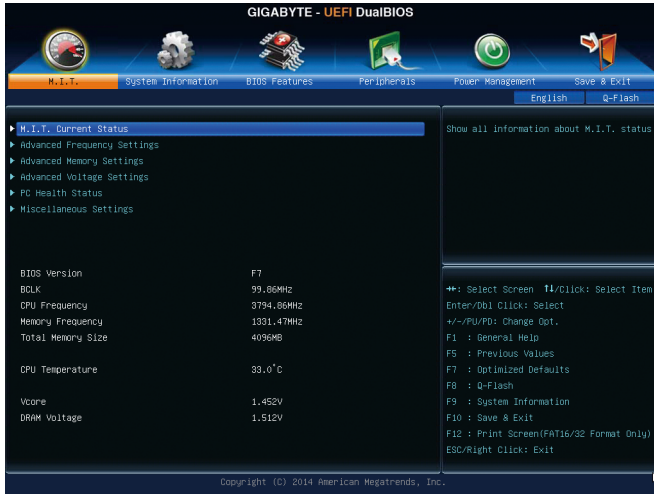 GIGABYTE - UEFI DualBIOS
M.I.T. System Information BIOS Features Peripherals Power Management Save & Exit
English Q-Flash
M.I.T. Current Status
Advanced Frequency Settings
Advanced Memory Settings
Advanced Voltage Settings
PC Health Status
Miscellaneous Settings
Show all information about M.I.T. status
BIOS Version F7
BCLK 99.86MHz
CPU Frequency 3794.86MHz
Memory Frequency 1331.47MHz
Total Memory Size 4096MB
CPU Temperature 33.0°C
Vcore 1.452V
DRAM Voltage 1.512V
→←: Select Screen ↑↓/Click: Select Item
Enter/Dbl Click: Select
+/-/PU/PD: Change Opt.
F1 : General Help
F5 : Previous Values
F7 : Optimized Defaults
F8 : Q-Flash
F9 : System Information
F10 : Save & Exit
F12 : Print Screen(FAT16/32 Format Only)
ESC/Right Click: Exit
Copyright (C) 2014 American Megatrends, Inc.